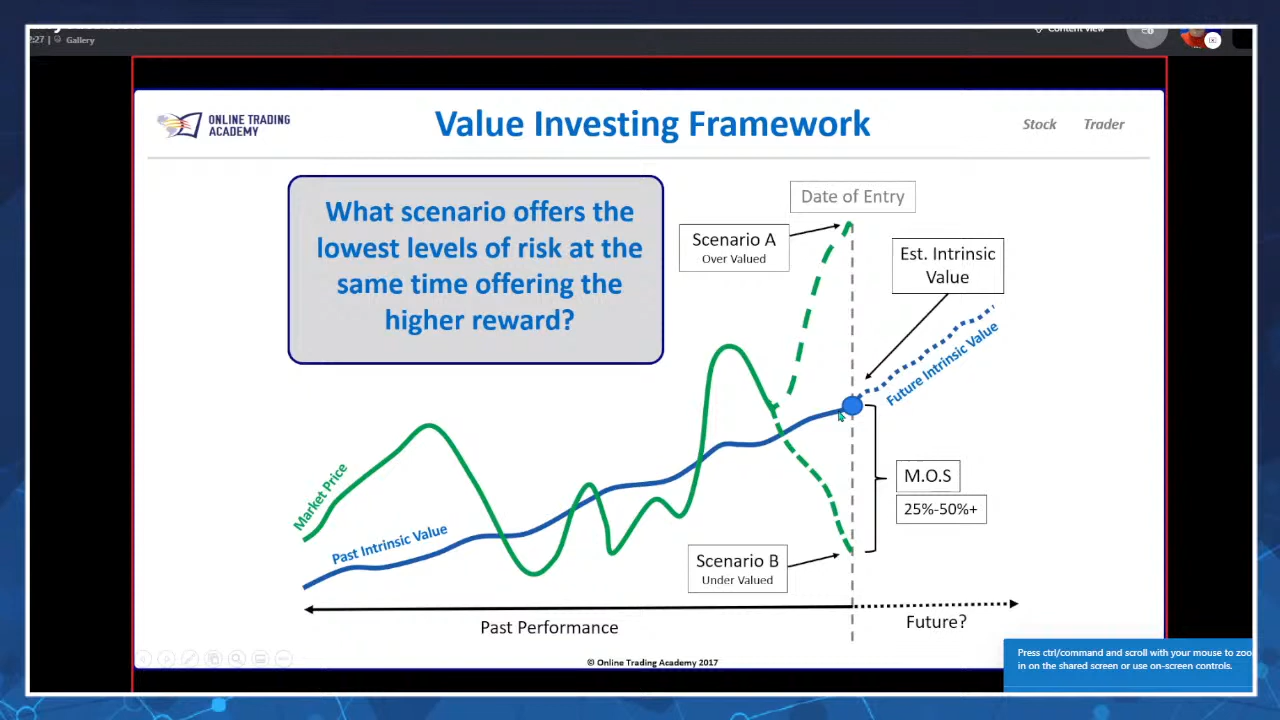 :27 |
Gallery
Content view
ONLINE TRADING
ACADEMY
Value Investing Framework
Stock Trader
What scenario offers the
lowest levels of risk at the
same time offering the
higher reward?
Date of Entry
Scenario A
Over Valued
Est. Intrinsic
Value
Future Intrinsic Value
Market Price
Past Intrinsic Value
M.O.S
25%-50%+
Scenario B
Under Valued
Past Performance
Future?
© Online Trading Academy 2017
Press ctrl/command and scroll with your mouse to zoo
in on the shared screen or use on-screen controls.